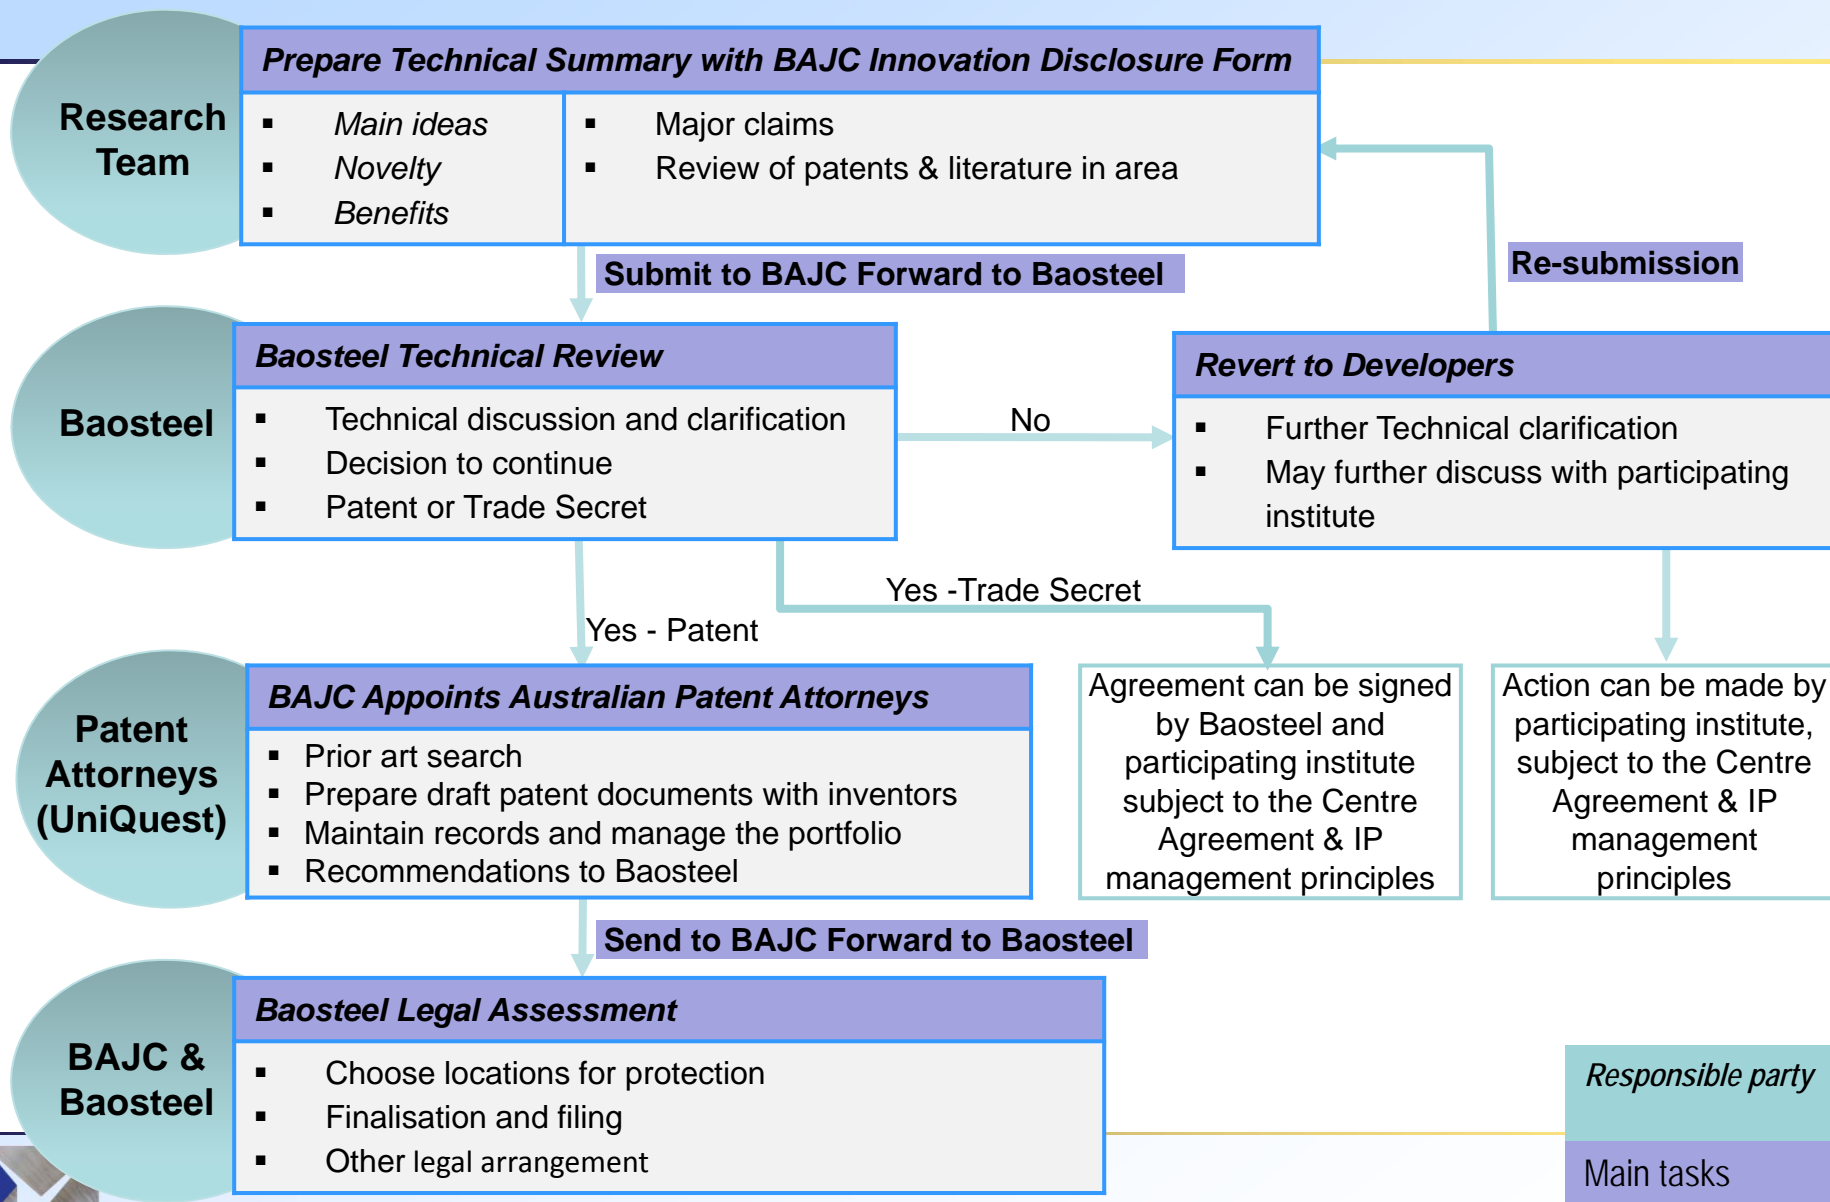 Prepare Technical Summary with BAJC Innovation Disclosure Form
Research
Team
▪ Main ideas
▪ Novelty
▪ Benefits
▪ Major claims
▪ Review of patents & literature in area
Submit to BAJC Forward to Baosteel
Re-submission
Baosteel
Baosteel Technical Review
▪ Technical discussion and clarification
▪ Decision to continue
▪ Patent or Trade Secret
No
Revert to Developers
▪ Further Technical clarification
▪ May further discuss with participating
institute
Yes -Trade Secret
Yes - Patent
Patent
Attorneys
(UniQuest)
BAJC Appoints Australian Patent Attorneys
▪ Prior art search
▪ Prepare draft patent documents with inventors
▪ Maintain records and manage the portfolio
▪ Recommendations to Baosteel
Agreement can be signed
by Baosteel and
participating institute
subject to the Centre
Agreement & IP
management principles
Action can be made by
participating institute,
subject to the Centre
Agreement & IP
management
principles
Send to BAJC Forward to Baosteel
BAJC &
Baosteel
Baosteel Legal Assessment
▪ Choose locations for protection
▪ Finalisation and filing
▪ Other legal arrangement
Responsible party
Main tasks